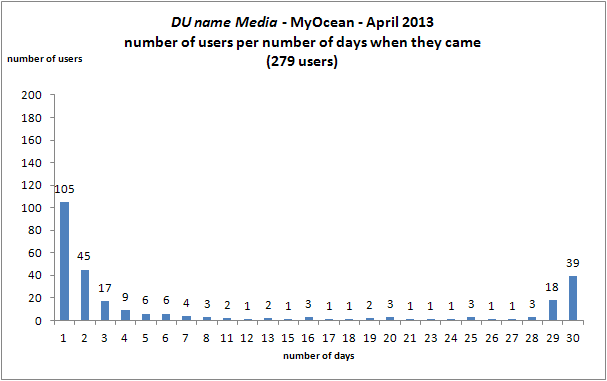 DU name Media - MyOcean - April 2013
number of users per number of days when they came
(279 users)
number of users
200
180
160
140
120
100
80
60
40
20
0
105 45 17 9 6 6 4 3 2 1 2 1 3 1 1 2 3 1 1 1 3 1 1 3 18 39
1 2 3 4 5 6 7 8 11 12 13 15 16 17 18 19 20 21 23 24 25 26 27 28 29 30
number of days